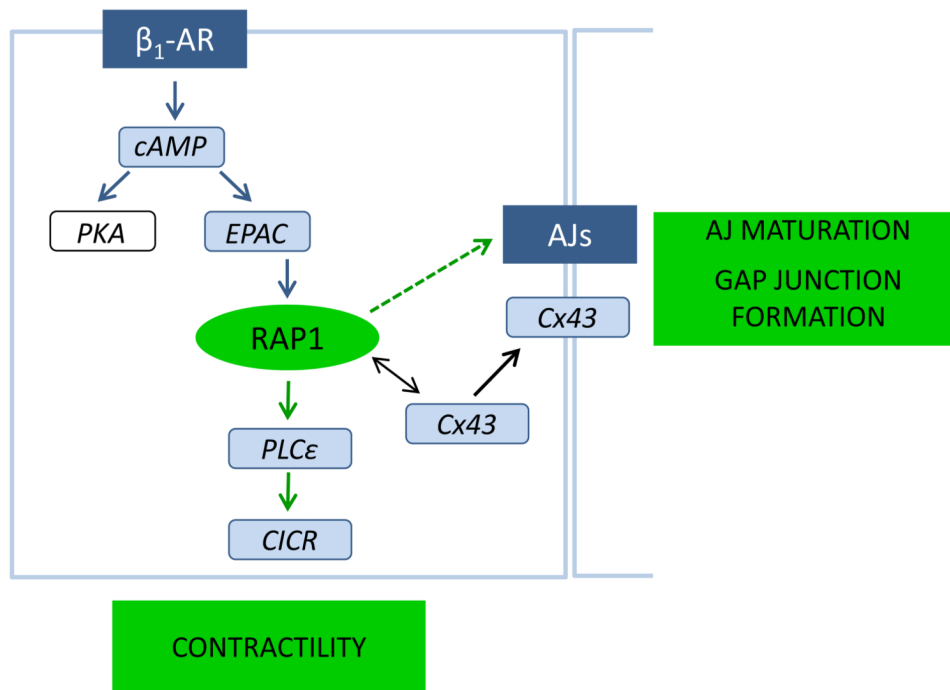 β₁-AR
cAMP
PKA
EPAC
AJs
AJ MATURATION
GAP JUNCTION
FORMATION
Cx43
RAP1
Cx43
PLCε
CICR
CONTRACTILITY